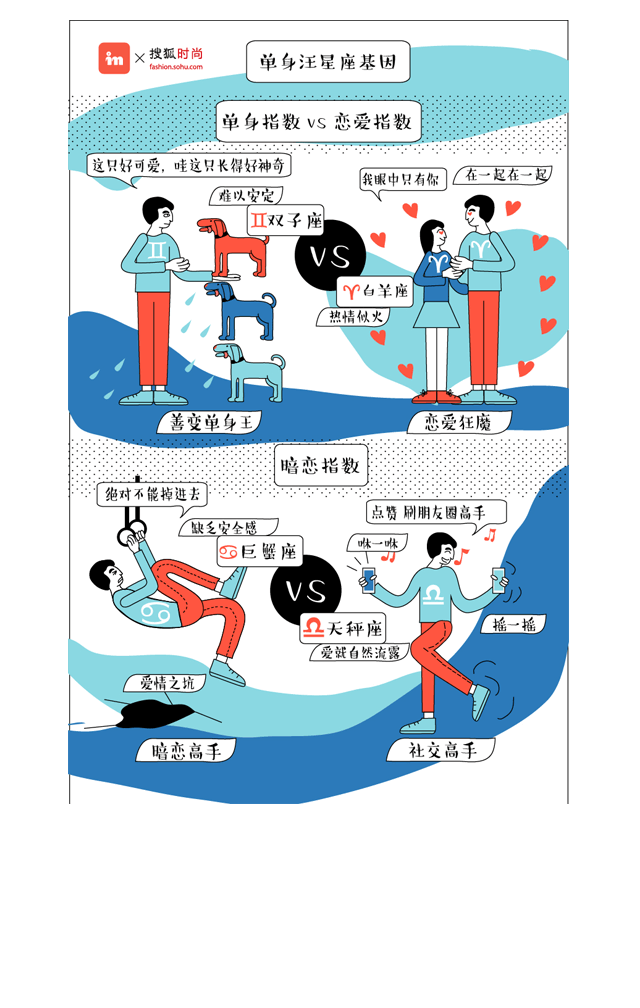 in × 搜狐时尚
fashion.sohu.com
单身汪星座基因
单身指数 vs 恋爱指数
这只好可爱，哇这只长得好神奇
难以安定
双子座
我眼中只有你
在一起在一起
VS
白羊座
热情似火
善变单身王
恋爱狂魔
暗恋指数
绝对不能掉进去
缺乏安全感
巨蟹座
点赞 刷朋友圈高手
咻一咻
VS
天秤座
爱就自然流露
摇一摇
爱情之坑
暗恋高手
社交高手